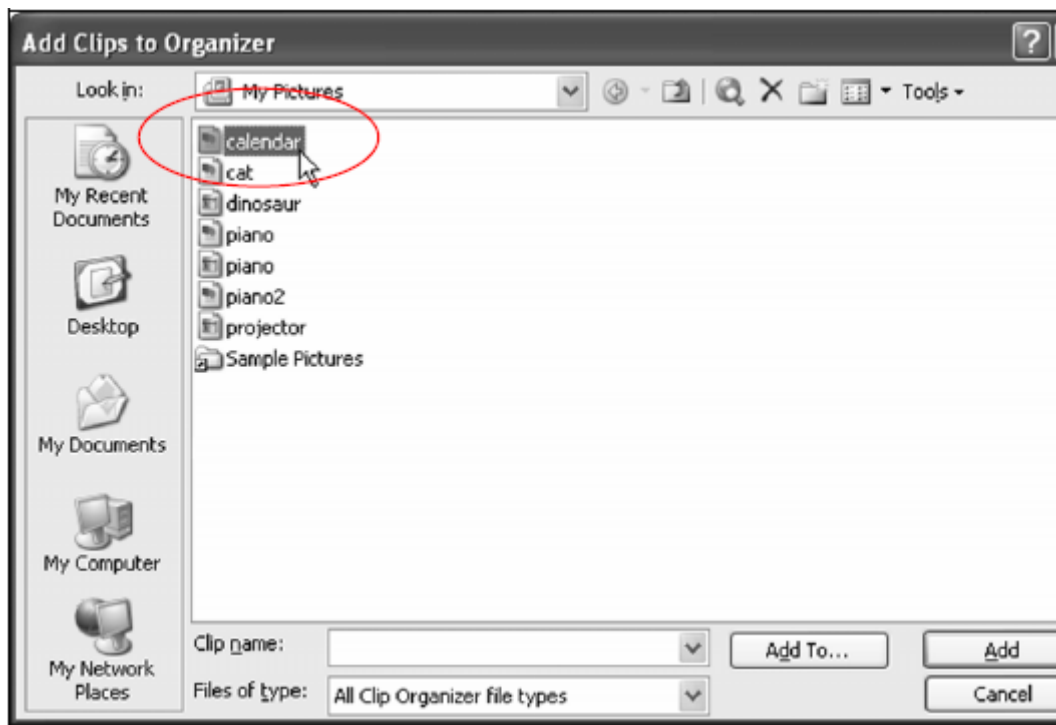 Add Clips to Organizer
?
Look in:
My Pictures
Tools
My Recent
Documents
Desktop
My Documents
My Computer
My Network
Places
calendar
cat
dinosaur
piano
piano
piano2
projector
Sample Pictures
Clip name:
Add To...
Add
Files of type:
All Clip Organizer file types
Cancel